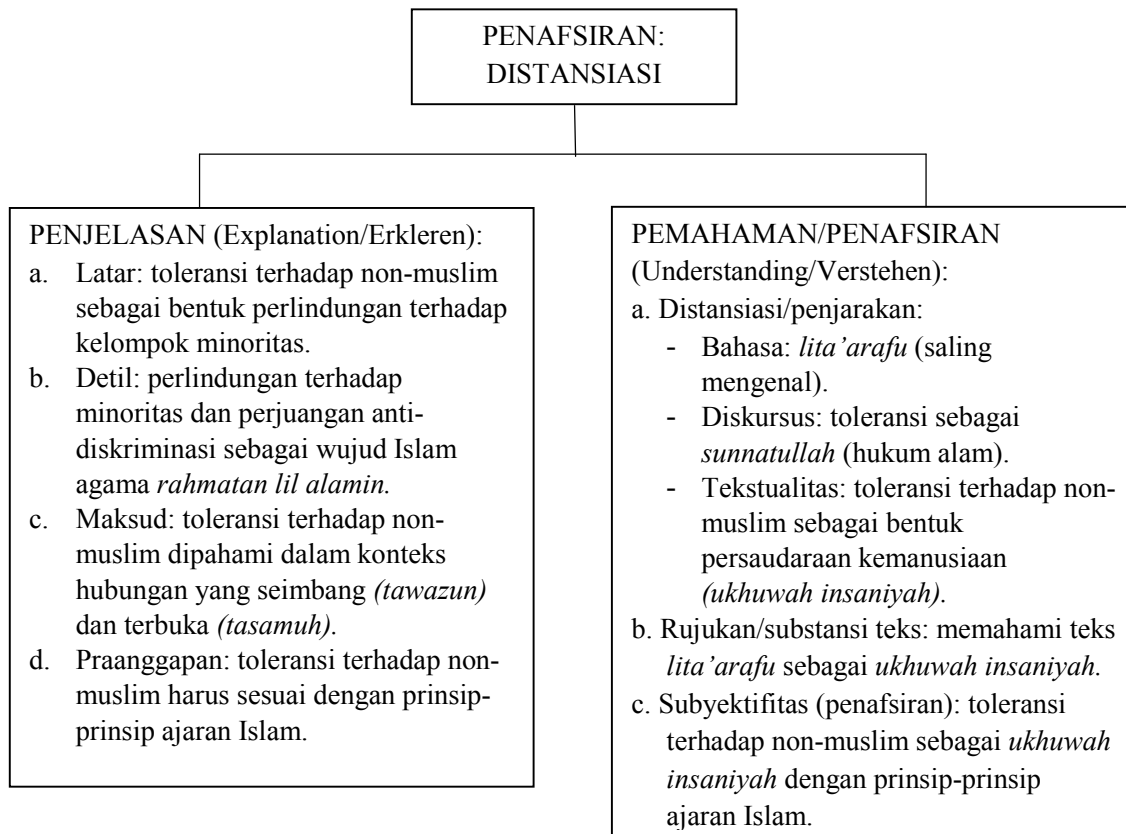 PENAFSIRAN:
DISTANSIASI
PENJELASAN (Explanation/Erkleren):
a. Latar: toleransi terhadap non-muslim
sebagai bentuk perlindungan terhadap
kelompok minoritas.
b. Detil: perlindungan terhadap
minoritas dan perjuangan anti-
diskriminasi sebagai wujud Islam
agama rahmatan lil alamin.
c. Maksud: toleransi terhadap non-
muslim dipahami dalam konteks
hubungan yang seimbang (tawazun)
dan terbuka (tasamuh).
d. Praanggapan: toleransi terhadap non-
muslim harus sesuai dengan prinsip-
prinsip ajaran Islam.
PEMAHAMAN/PENAFSIRAN
(Understanding/Verstehen):
a. Distansiasi/penjarakan:
- Bahasa: lita’arafu (saling
mengenal).
- Diskursus: toleransi sebagai
sunnatullah (hukum alam).
- Tekstualitas: toleransi terhadap non-
muslim sebagai bentuk
persaudaraan kemanusiaan
(ukhuwah insaniyah).
b. Rujukan/substansi teks: memahami teks
lita’arafu sebagai ukhuwah insaniyah.
c. Subyektifitas (penafsiran): toleransi
terhadap non-muslim sebagai ukhuwah
insaniyah dengan prinsip-prinsip
ajaran Islam.